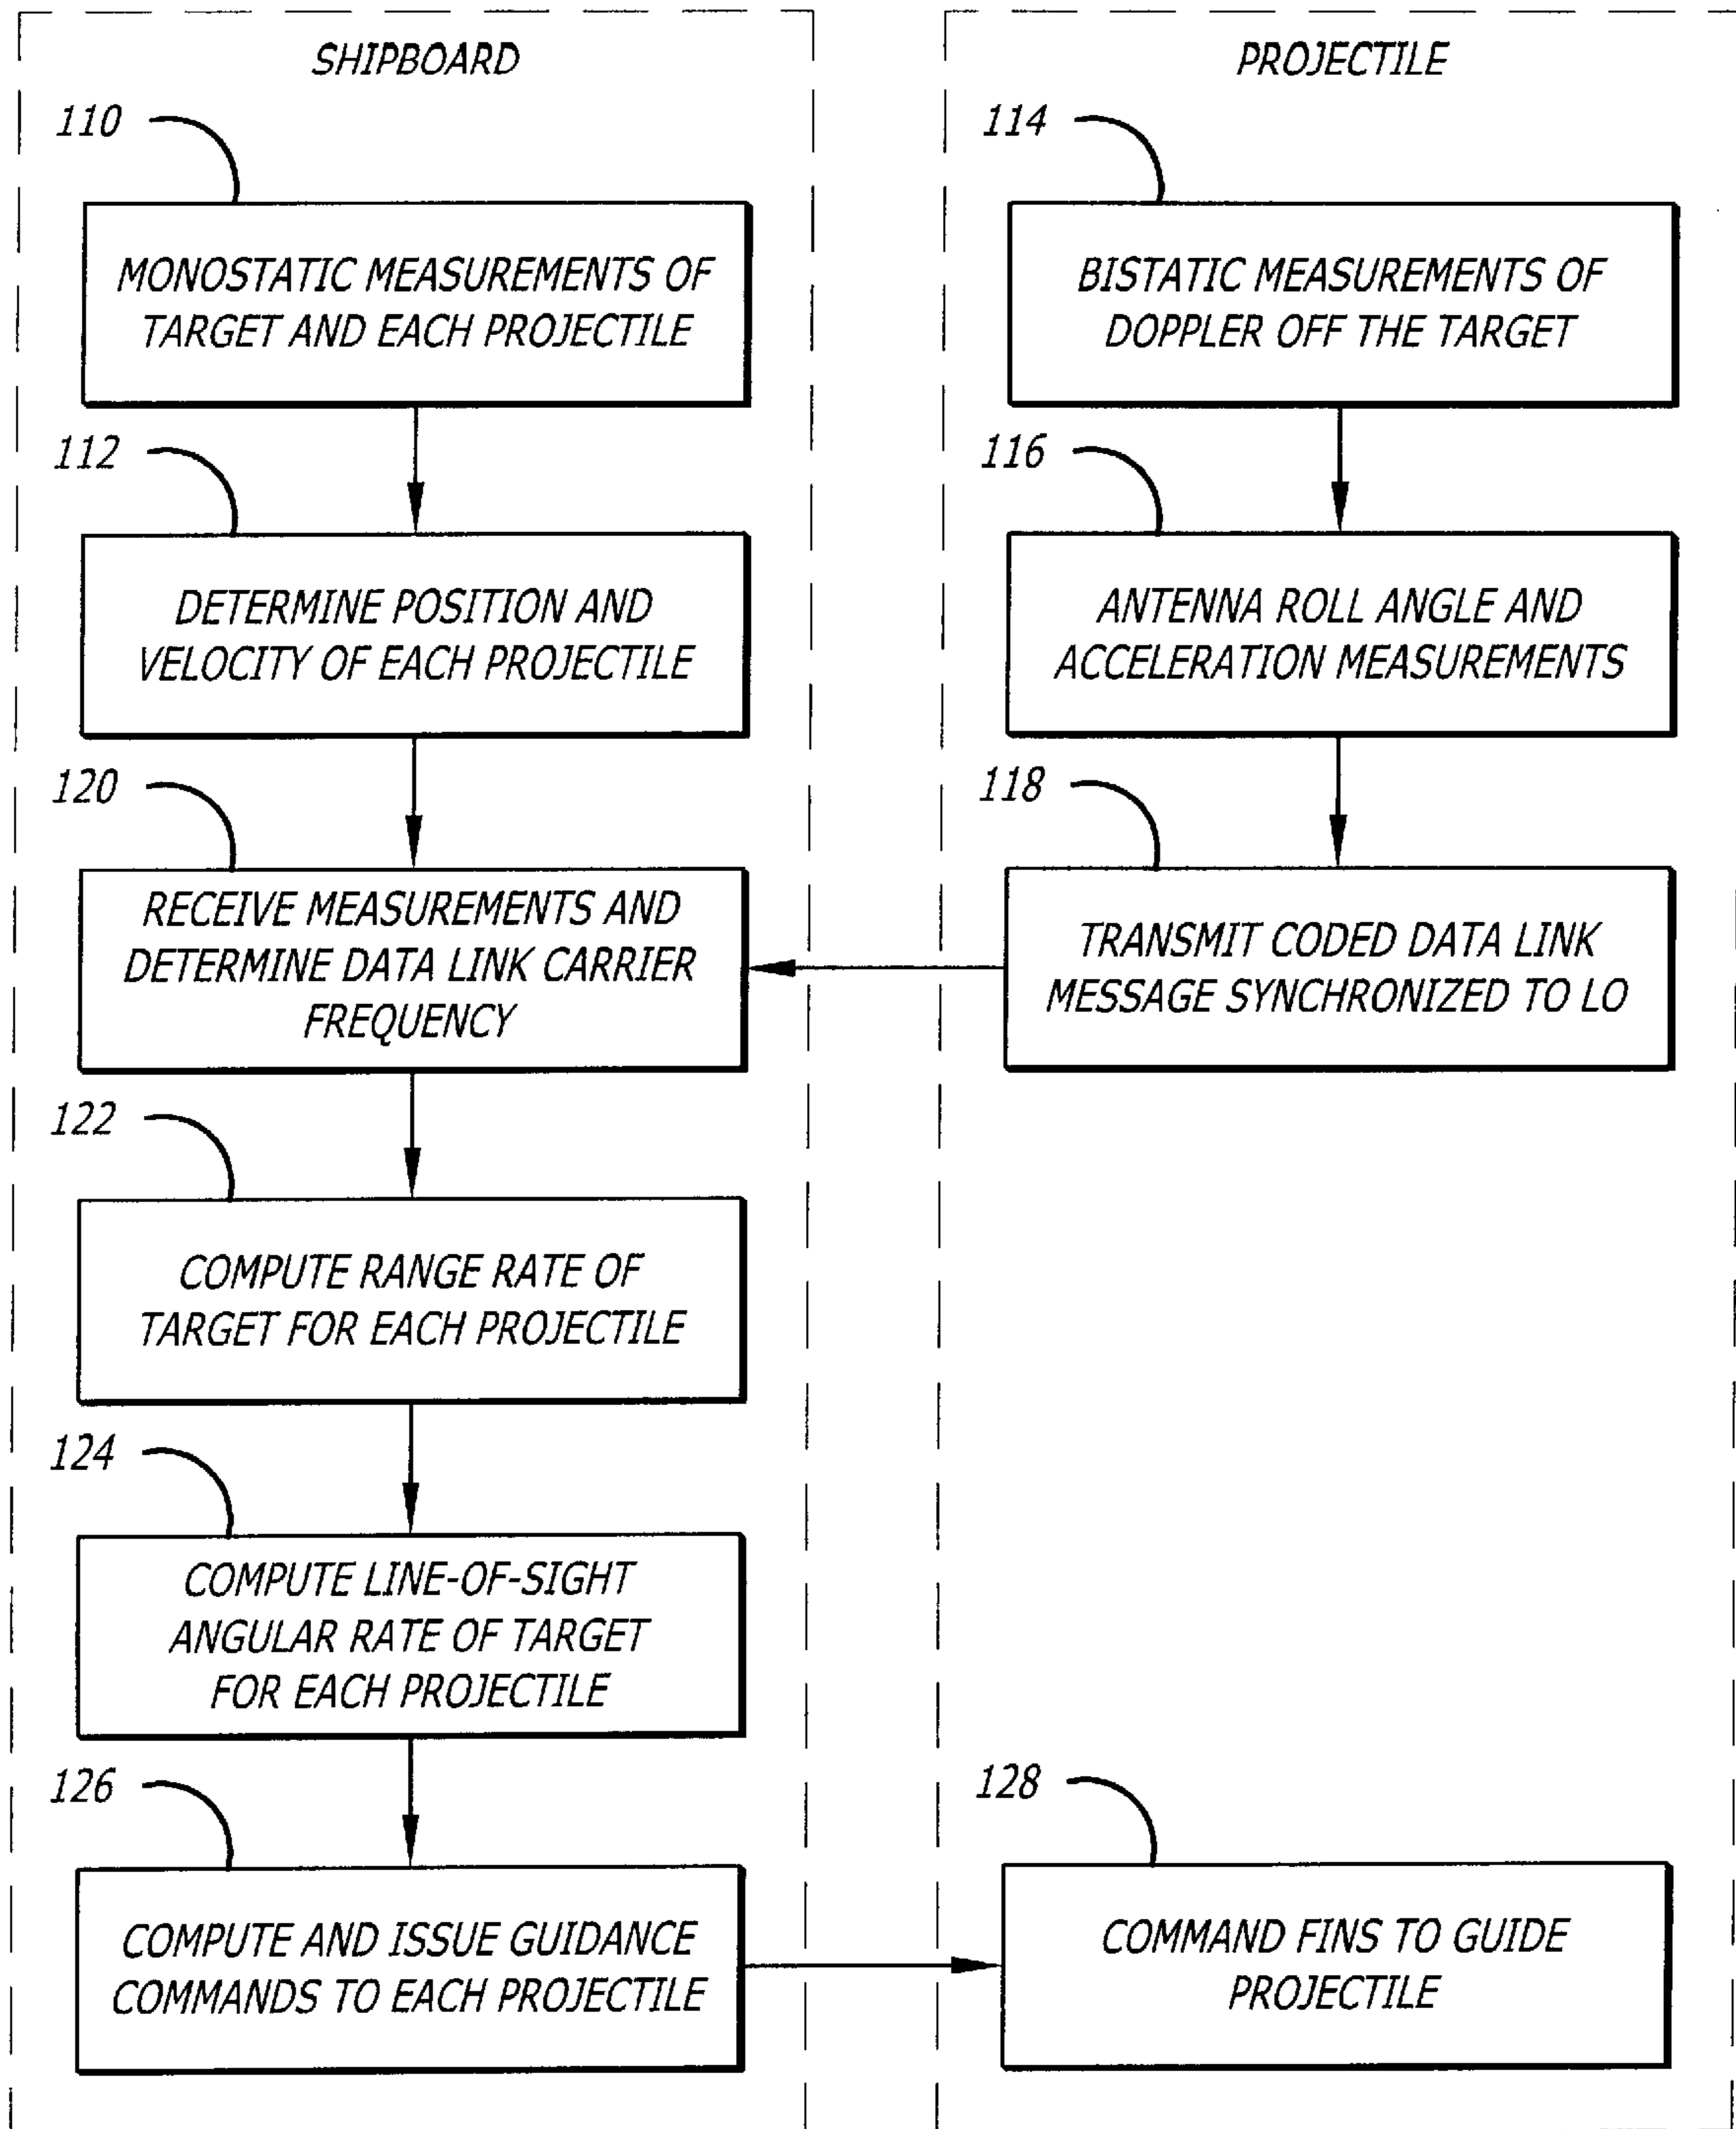 SHIPBOARD
110
MONOSTATIC MEASUREMENTS OF
TARGET AND EACH PROJECTILE
112
DETERMINE POSITION AND
VELOCITY OF EACH PROJECTILE
120
RECEIVE MEASUREMENTS AND
DETERMINE DATA LINK CARRIER
FREQUENCY
122
COMPUTE RANGE RATE OF
TARGET FOR EACH PROJECTILE
124
COMPUTE LINE-OF-SIGHT
ANGULAR RATE OF TARGET
FOR EACH PROJECTILE
126
COMPUTE AND ISSUE GUIDANCE
COMMANDS TO EACH PROJECTILE
PROJECTILE
114
BISTATIC MEASUREMENTS OF
DOPPLER OFF THE TARGET
116
ANTENNA ROLL ANGLE AND
ACCELERATION MEASUREMENTS
118
TRANSMIT CODED DATA LINK
MESSAGE SYNCHRONIZED TO LO
128
COMMAND FINS TO GUIDE
PROJECTILE